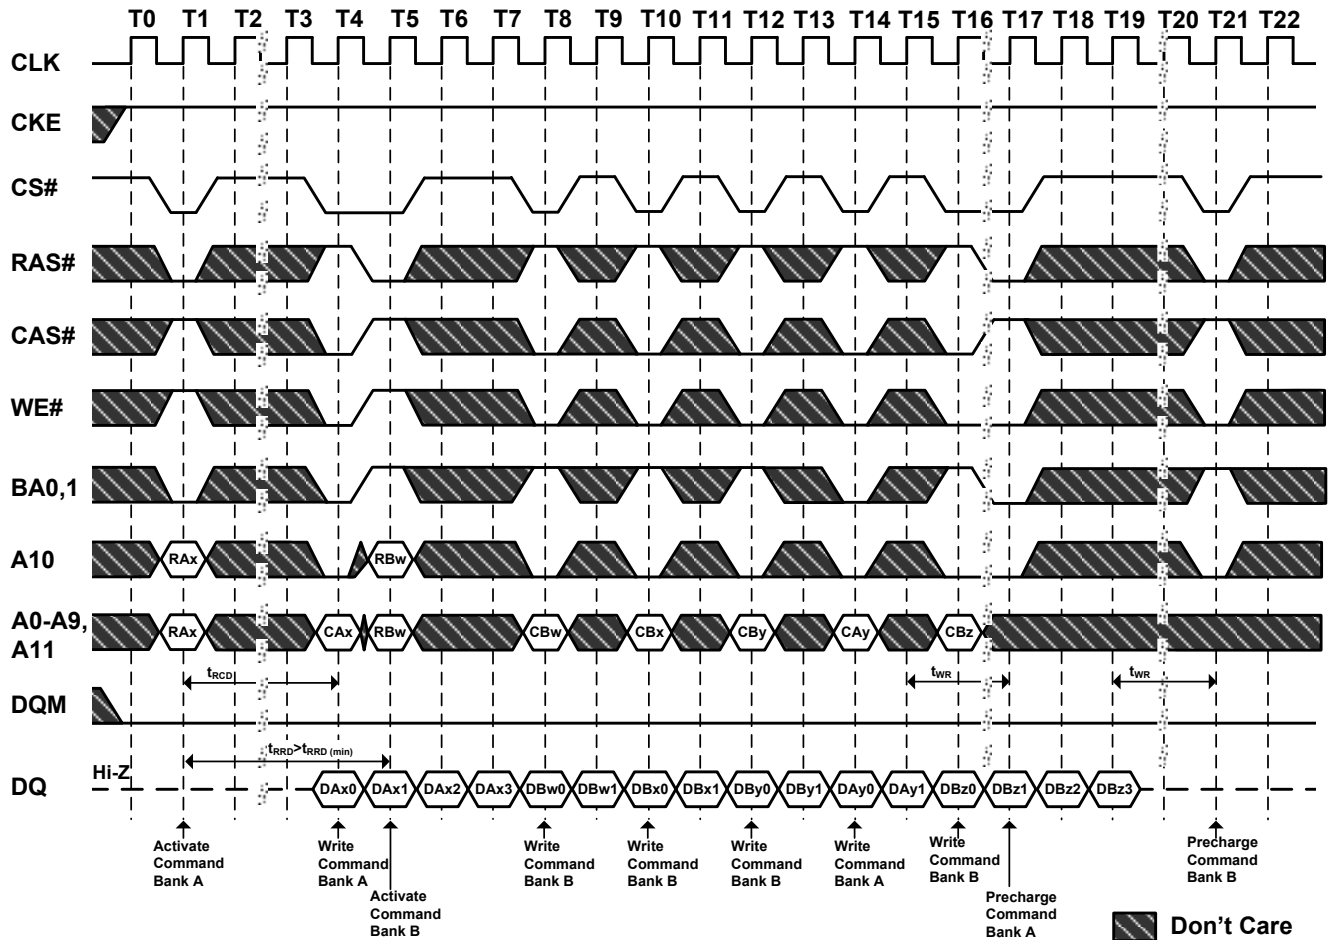 T0 T1 T2 T3 T4 T5 T6 T7 T8 T9 T10 T11 T12 T13 T14 T15 T16 T17 T18 T19 T20 T21 T22
CLK
CKE
CS#
RAS#
CAS#
WE#
BA0,1
A10
RAx RBw
A0-A9,
A11
RAx CAx RBw CBw CBx CBy CAy CBz
tRCD tWR tWR
DQM
tRRD>tRRD (min)
Hi-Z
DQ
DAx0 DAx1 DAx2 DAx3 DBw0 DBw1 DBx0 DBx1 DBy0 DBy1 DAy0 DAy1 DBz0 DBz1 DBz2 DBz3
Activate
Command
Bank A
Write
Command
Bank A
Activate
Command
Bank B
Write
Command
Bank B
Write
Command
Bank B
Write
Command
Bank B
Write
Command
Bank A
Write
Command
Bank B
Precharge
Command
Bank A
Precharge
Command
Bank B
Don't Care